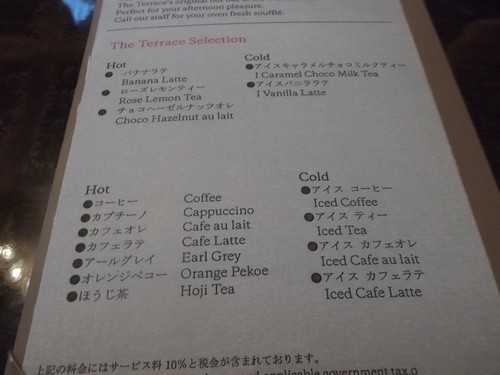 The Terrace's original hot
Perfect for your afternoon pleasure.
Call our staff for your oven fresh soufflé.
The Terrace Selection
Hot
● バナナラテ
Banana Latte
● ローズレモンティー
Rose Lemon Tea
● チョコヘーゼルナッツオレ
Choco Hazelnut au lait
Cold
●アイスキャラメルチョコミルクティー
I Caramel Choco Milk Tea
●アイスバニララテ
I Vanilla Latte
Hot
●コーヒー Coffee
●カプチーノ Cappuccino
●カフェオレ Cafe au lait
●カフェラテ Cafe Latte
●アールグレイ Earl Grey
●オレンジペコー Orange Pekoe
●ほうじ茶 Hoji Tea
Cold
●アイス コーヒー
Iced Coffee
●アイス ティー
Iced Tea
●アイス カフェオレ
Iced Cafe au lait
●アイス カフェラテ
Iced Cafe Latte
上記の料金にはサービス料 10%と税金が含まれております。
applicable government tax.